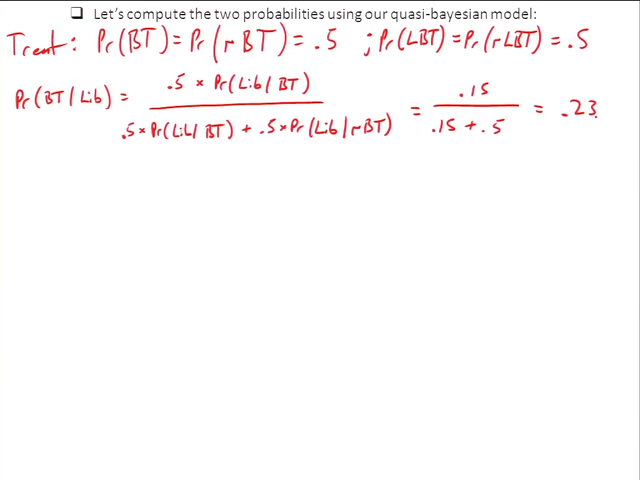 ❑ Let's compute the two probabilities using our quasi-bayesian model:
Treat: Pr(BT) = Pr(~BT) = .5 ; Pr(LBT) = Pr(~LBT) = .5
.5 × Pr(Lib/BT) .15
Pr(BT/Lib) = = = .23
.5 × Pr(Lib/BT) + .5 × Pr(Lib/~BT) .15 + .5